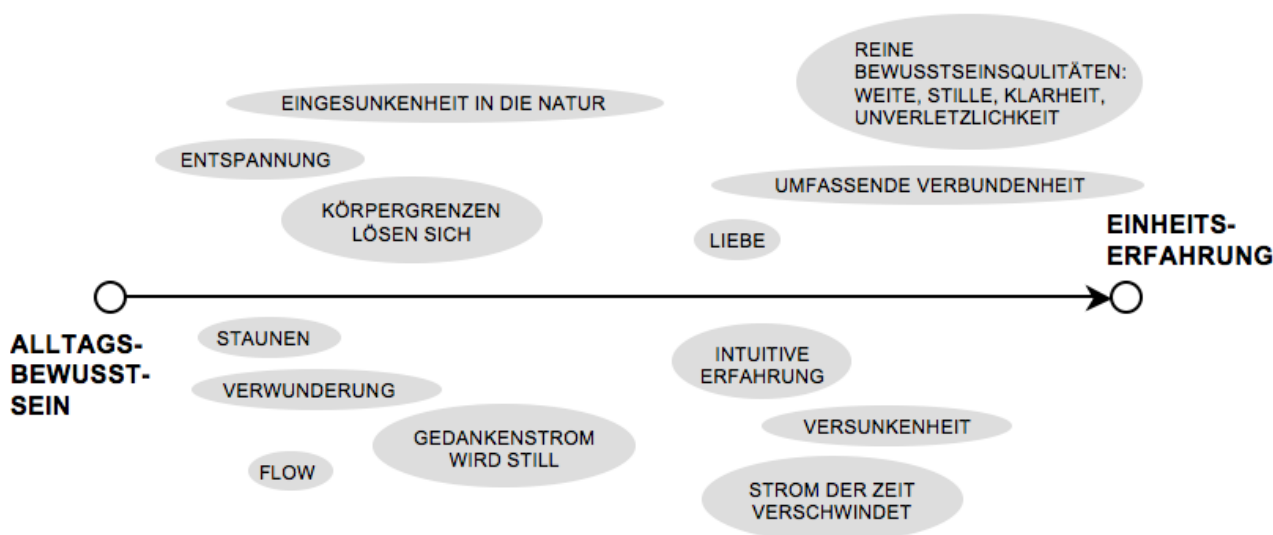 REINE
BEWUSSTSEINSQULITÄTEN:
WEITE, STILLE, KLARHEIT,
UNVERLETZLICHKEIT
EINGESUNKENHEIT IN DIE NATUR
ENTSPANNUNG
UMFASSENDE VERBUNDENHEIT
KÖRPERGRENZEN
LÖSEN SICH
LIEBE
EINHEITS-
ERFAHRUNG
ALLTAGS-
BEWUSST-
SEIN
STAUNEN
VERWUNDERUNG
INTUITIVE
ERFAHRUNG
GEDANKENSTROM
WIRD STILL
VERSUNKENHEIT
FLOW
STROM DER ZEIT
VERSCHWINDET